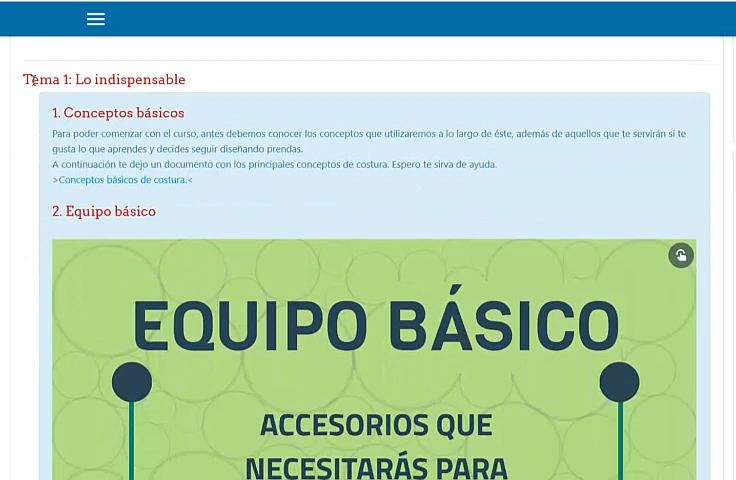 Tema 1: Lo indispensable
1. Conceptos básicos
Para poder comenzar con el curso, antes debemos conocer los conceptos que utilizaremos a lo largo de éste, además de aquellos que te servirán si te
gusta lo que aprendes y decides seguir diseñando prendas.
A continuación te dejo un documento con los principales conceptos de costura. Espero te sirva de ayuda.
>Conceptos básicos de costura.<
2. Equipo básico
EQUIPO BÁSICO
ACCESORIOS QUE
NECESITARÁS PARA